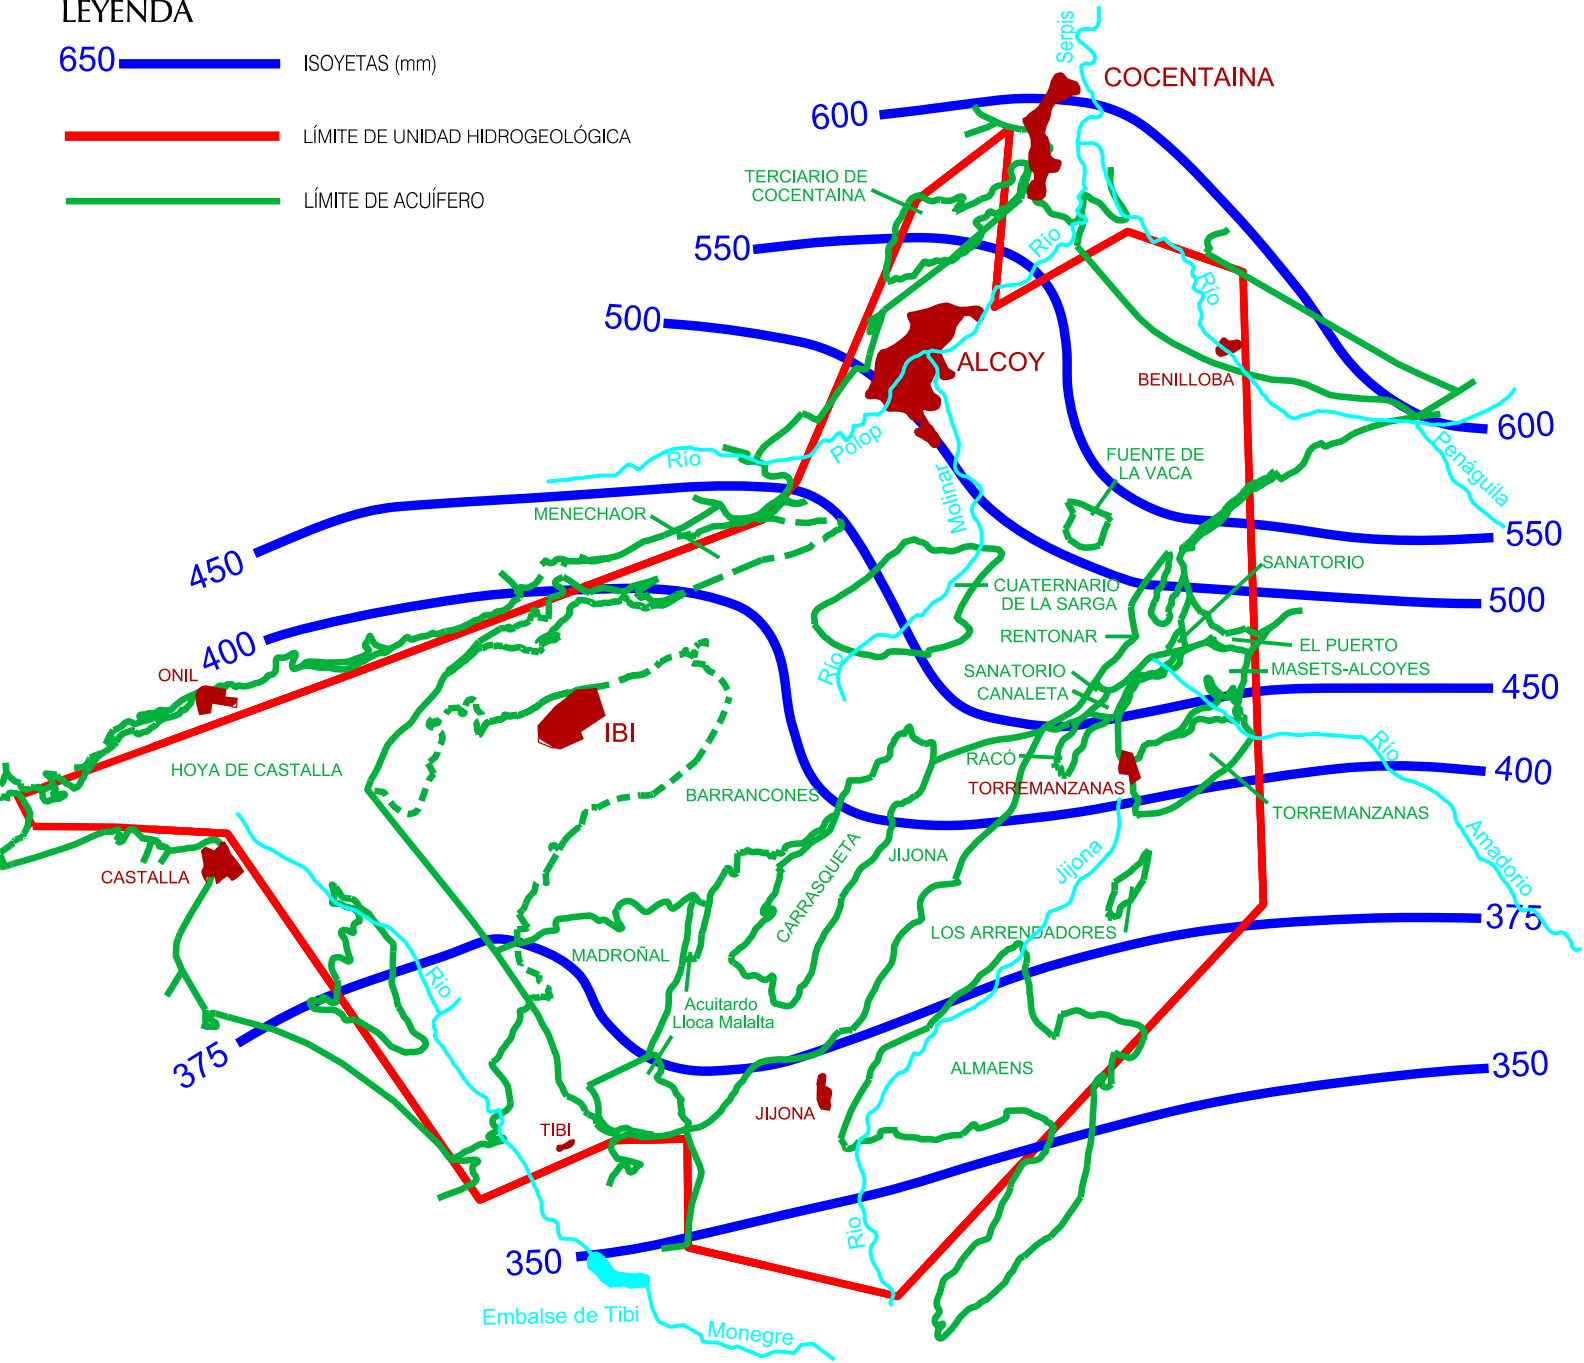 LEYENDA
650
ISOYETAS (mm)
LÍMITE DE UNIDAD HIDROGEOLÓGICA
LÍMITE DE ACUÍFERO
Serpis
COCENTAINA
600
TERCIARIO DE
COCENTAINA
550
Río
Río
500
ALCOY
BENILLOBA
600
Polop
Río
FUENTE DE
LA VACA
Penáguila
Molinar
MENECHAOR
550
450
SANATORIO
CUATERNARIO
DE LA SARGA
500
RENTONAR
EL PUERTO
400
SANATORIO
MASETS-ALCOYES
ONIL
Río
CANALETA
450
IBI
Río
RACÓ
HOYA DE CASTALLA
400
TORREMANZANAS
BARRANCONES
TORREMANZANAS
CARRASQUETA
JIJONA
Jijona
Amadorio
CASTALLA
375
LOS ARRENDADORES
MADROÑAL
Rio
Acuitardo
Lloca Malalta
375
ALMAENS
350
JIJONA
TIBI
Rio
350
Embalse de Tibi
Monegre